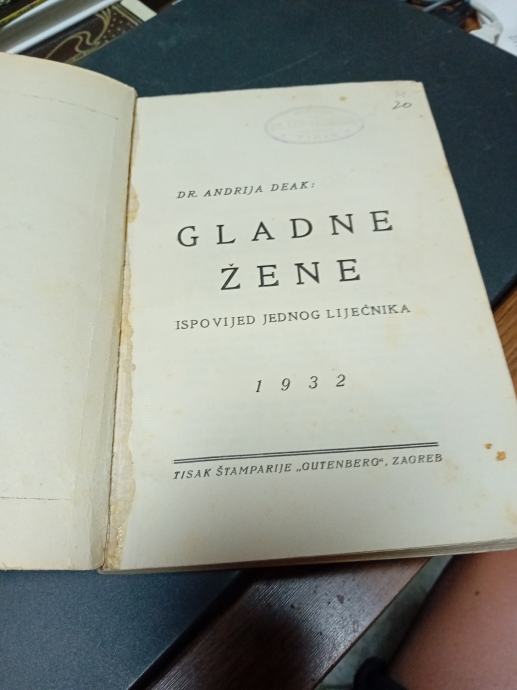 20
DR. ANDRIJA DEAK:
GLADNE
ŽENE
ISPOVIJED JEDNOG LIJEČNIKA
1932
TISAK ŠTAMPARIJE „GUTENBERG“, ZAGREB